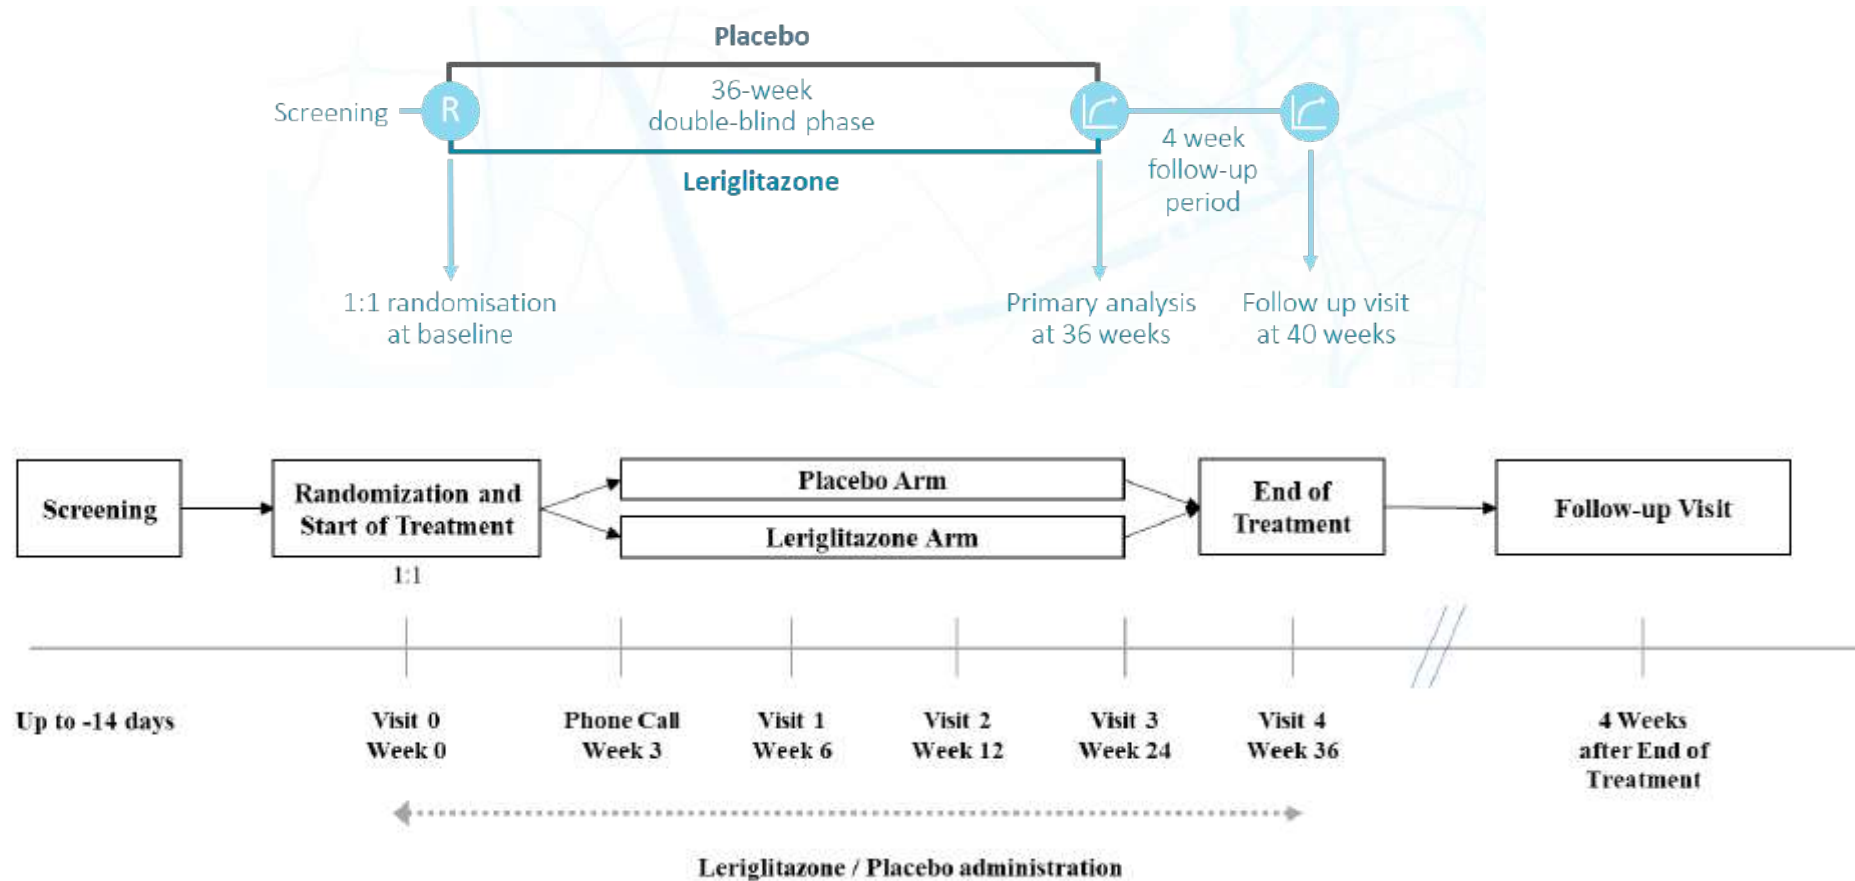 Placebo
Screening
R
36-week
double-blind phase
Leriglitazone
4 week
follow-up
period
1:1 randomisation
at baseline
Primary analysis
at 36 weeks
Follow up visit
at 40 weeks
Screening
Randomization and
Start of Treatment
1:1
Placebo Arm
Leriglitazone Arm
End of
Treatment
Follow-up Visit
Up to -14 days
Visit 0
Week 0
Phone Call
Week 3
Visit 1
Week 6
Visit 2
Week 12
Visit 3
Week 24
Visit 4
Week 36
4 Weeks
after End of
Treatment
Leriglitazone / Placebo administration